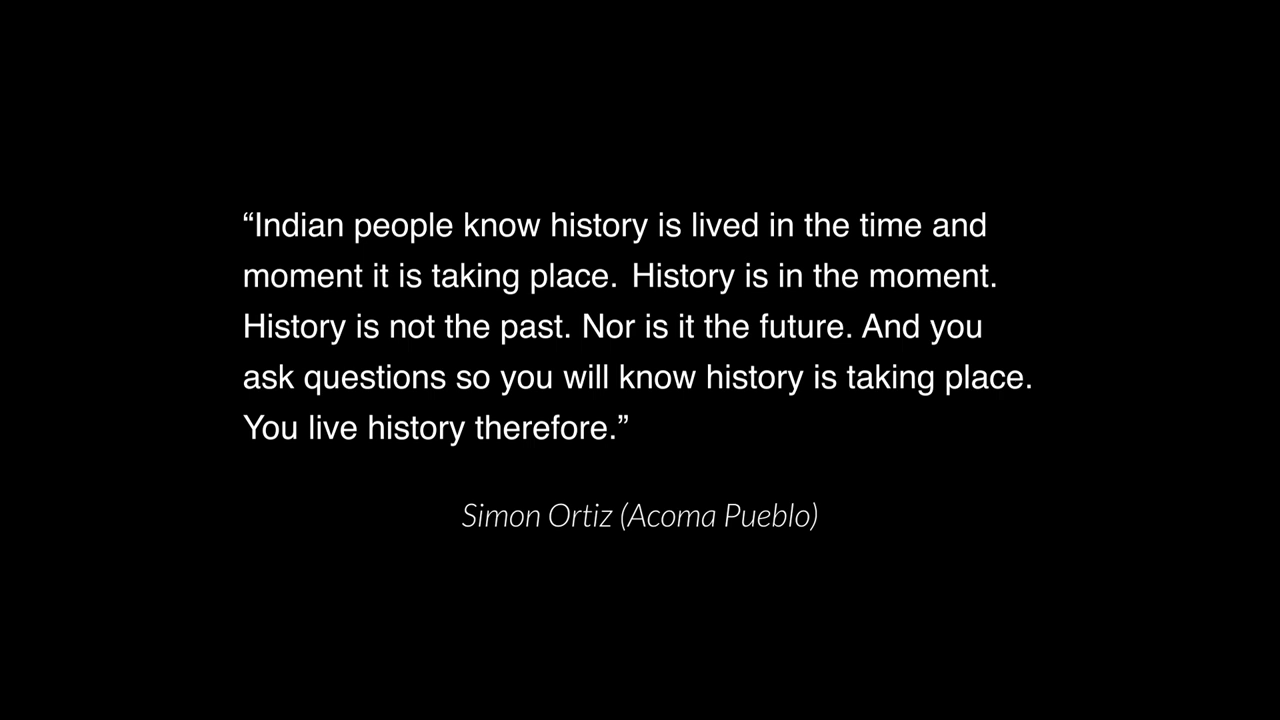 “Indian people know history is lived in the time and
moment it is taking place. History is in the moment.
History is not the past. Nor is it the future. And you
ask questions so you will know history is taking place.
You live history therefore.”
Simon Ortiz (Acoma Pueblo)